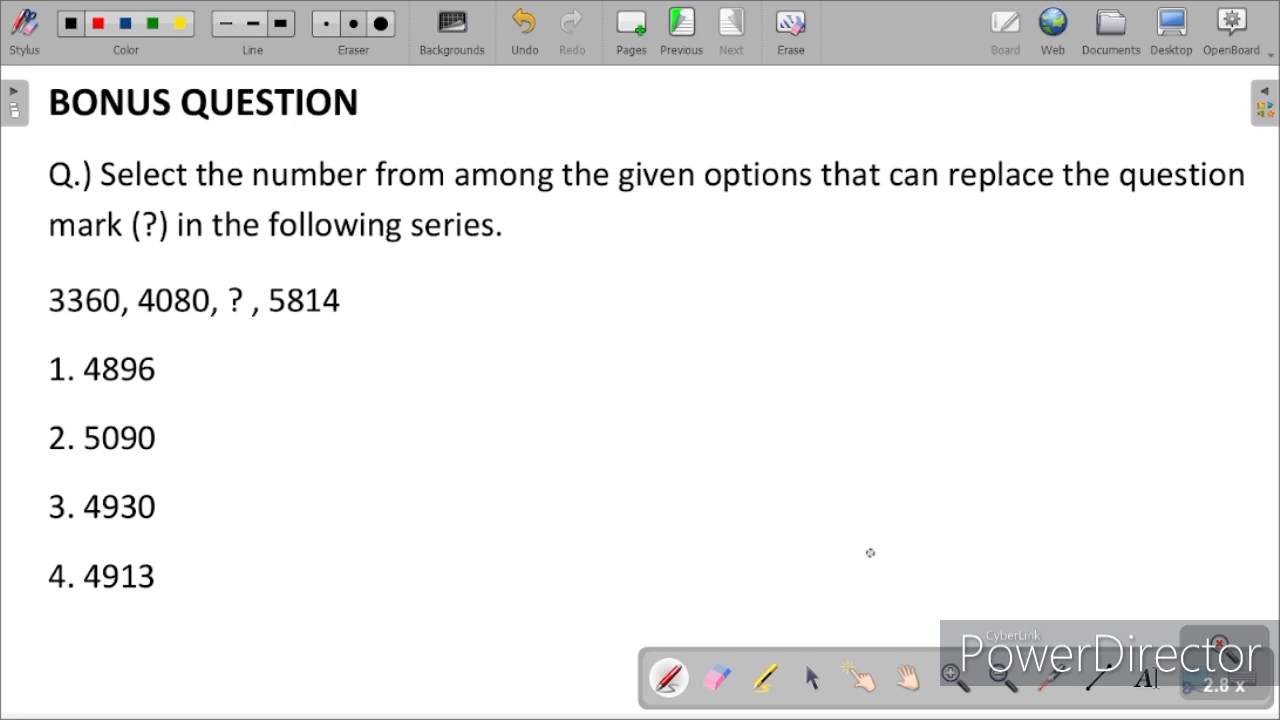 Stylus
Color
Line
Eraser
Backgrounds
Undo
Redo
Pages
Previous
Next
Erase
Board
Web
Documents
Desktop
OpenBoard
BONUS QUESTION
Q.) Select the number from among the given options that can replace the question
mark (?) in the following series.
3360, 4080, ? , 5814
1. 4896
2. 5090
3. 4930
4. 4913
CyberLink
PowerDirector
2.8 x